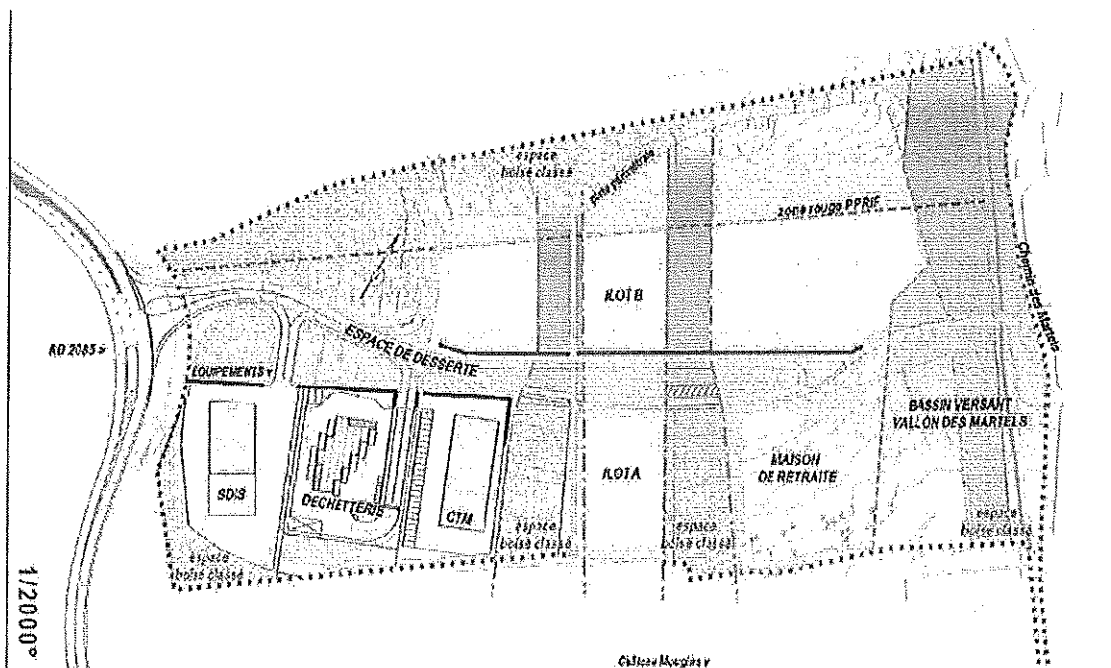 espace
boisé classé
piste périmétrale
zone rouge PPRIF
Chemin des Martels
ILOT B
RD 2085
ESPACE DE DESSERTE
EQUIPEMENTS
BASSIN VERSANT
VALLON DES MARTELS
ILOT A
MAISON
DE RETRAITE
SDIS
DECHETTERIE
CTM
espace
boisé classé
espace
boisé classé
espace
boisé classé
espace
boisé classé
1/2000°